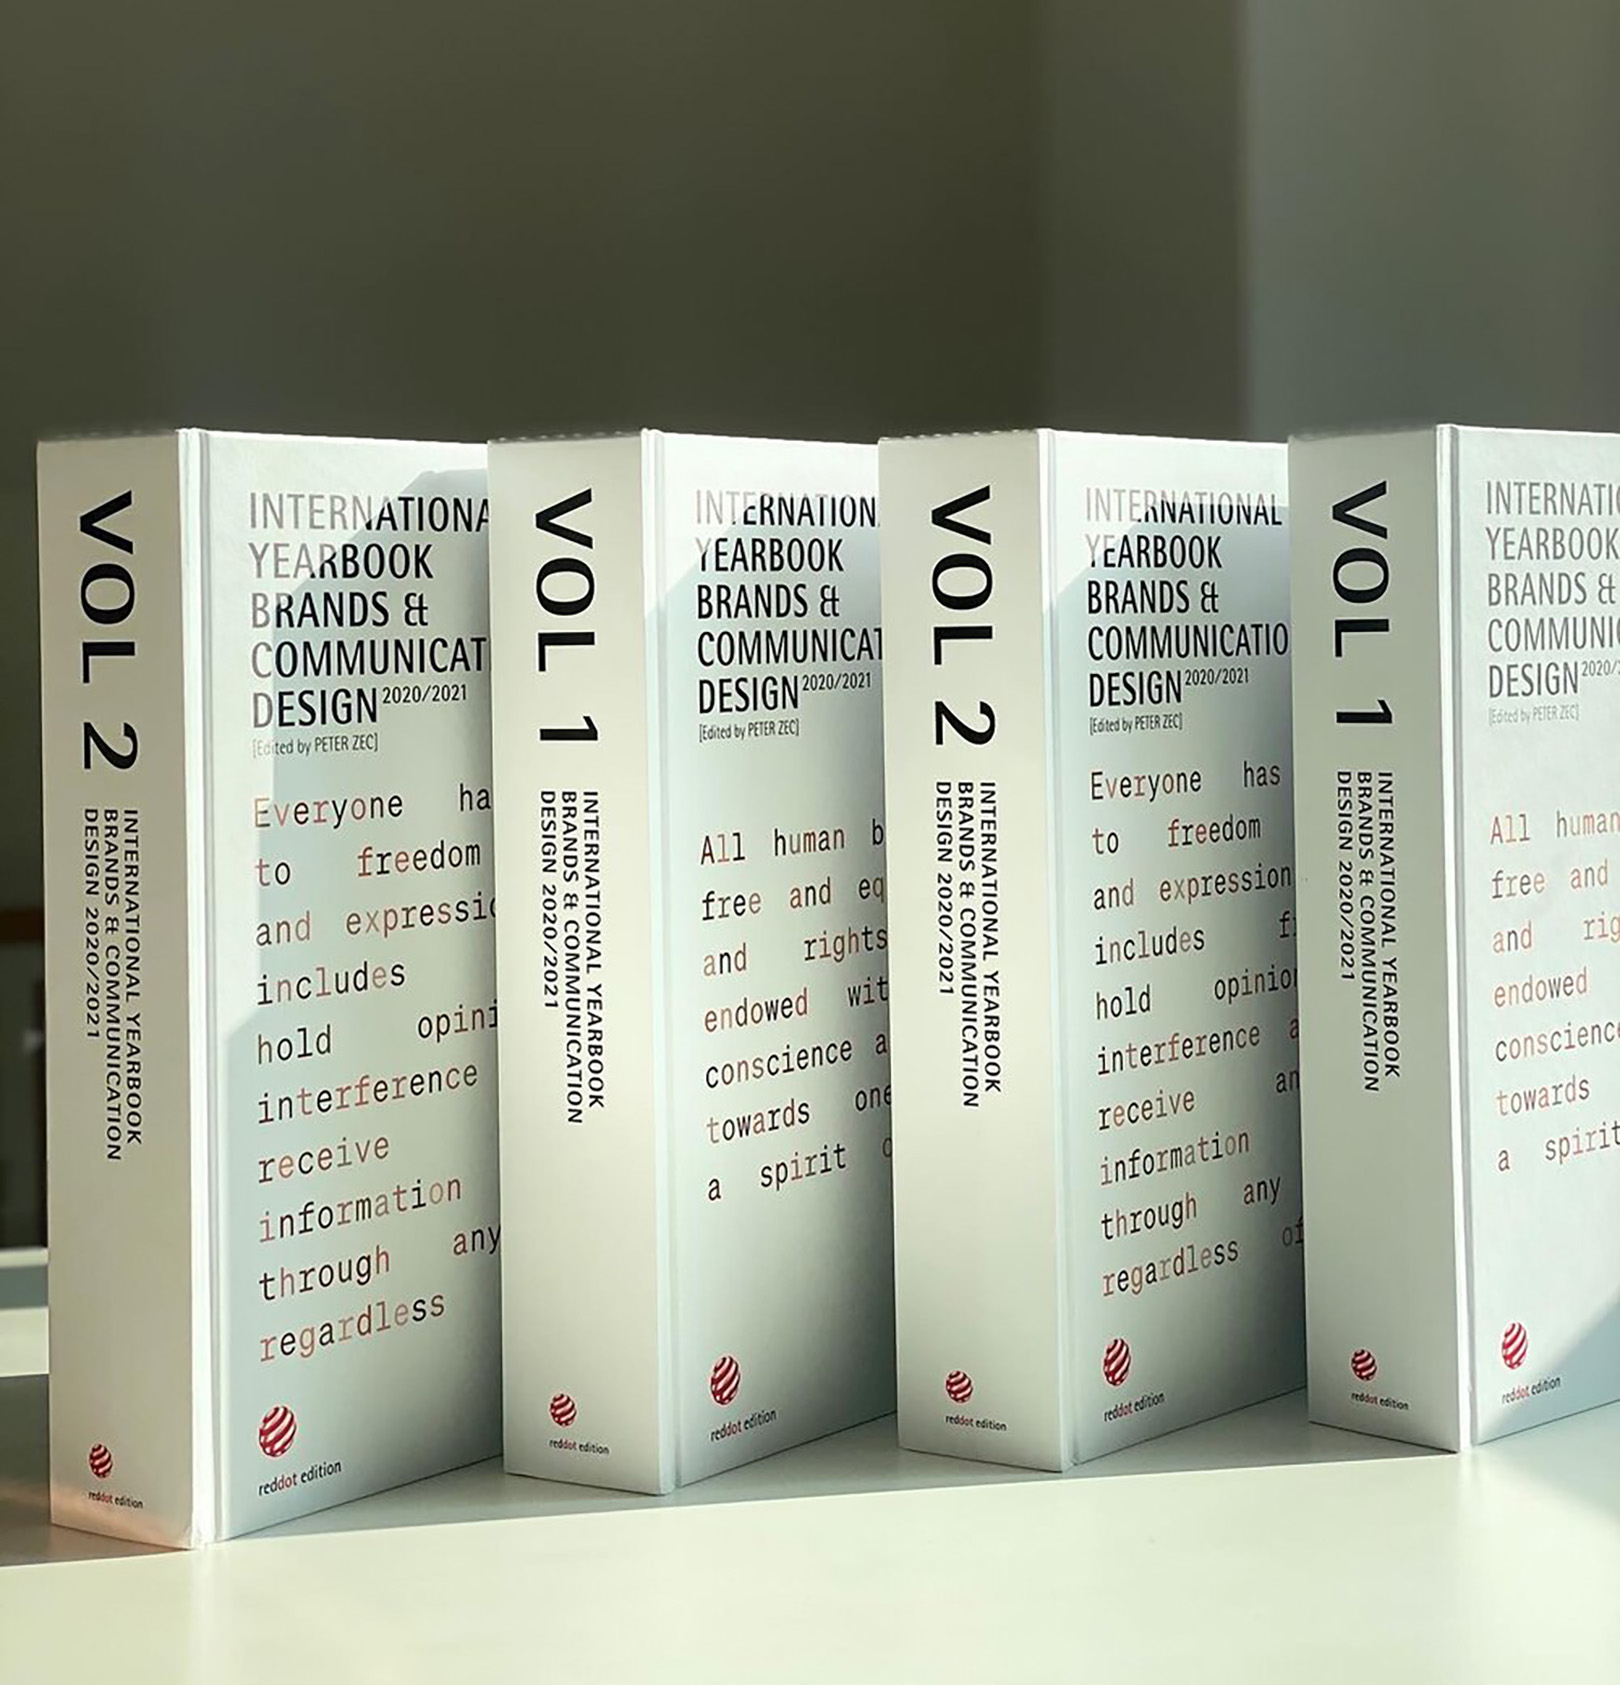 VOL 2
INTERNATIONAL YEARBOOK
BRANDS & COMMUNICATION
DESIGN 2020/2021
reddot edition
INTERNATIONA
YEARBOOK
BRANDS &
COMMUNICAT
DESIGN 2020/2021
[Edited by PETER ZEC]
Everyone ha
to freedom
and expressio
includes
hold opini
interference
receive
information
through any
regardless
reddot edition
VOL 1
INTERNATIONAL YEARBOOK
BRANDS & COMMUNICATION
DESIGN 2020/2021
reddot edition
INTERNATION
YEARBOOK
BRANDS &
COMMUNICAT
DESIGN 2020/2021
[Edited by PETER ZEC]
All human b
free and eq
and rights
endowed wit
conscience a
towards one
a spirit o
reddot edition
VOL 2
INTERNATIONAL YEARBOOK
BRANDS & COMMUNICATION
DESIGN 2020/2021
reddot edition
INTERNATIONAL
YEARBOOK
BRANDS &
COMMUNICATIO
DESIGN 2020/2021
[Edited by PETER ZEC]
Everyone has
to freedom
and expression
includes f
hold opinion
interference a
receive an
information
through any
regardless of
reddot edition
VOL 1
INTERNATIONAL YEARBOOK
BRANDS & COMMUNICATION
DESIGN 2020/2021
reddot edition
INTERNATIO
YEARBOOK
BRANDS &
COMMUNIC
DESIGN 2020/
[Edited by PETER ZEC]
All human
free and
and rig
endowed
conscience
towards
a spirit
reddot edition